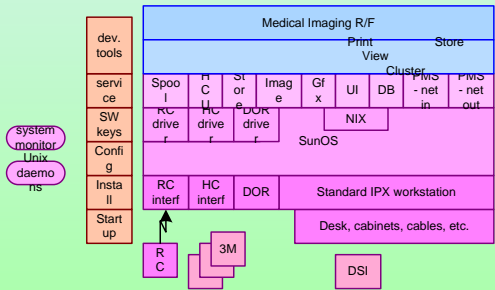 Medical Imaging R/F
dev.
tools
Print Store
View
Cluster
servi
ce
Spoo
l
H
C
U
St
or
e
Imag
e
Gf
x
UI
DB
PMS
- net
in
PMS
- net
out
SW
keys
RC
drive
r
HC
drive
r
DOR
drive
r
NIX
SunOS
system
monitor
Unix
daemo
ns
Confi
g
Insta
ll
RC
interf
HC
interf
DOR
Standard IPX workstation
Start
up
Desk, cabinets, cables, etc.
R
C
3M
DSI